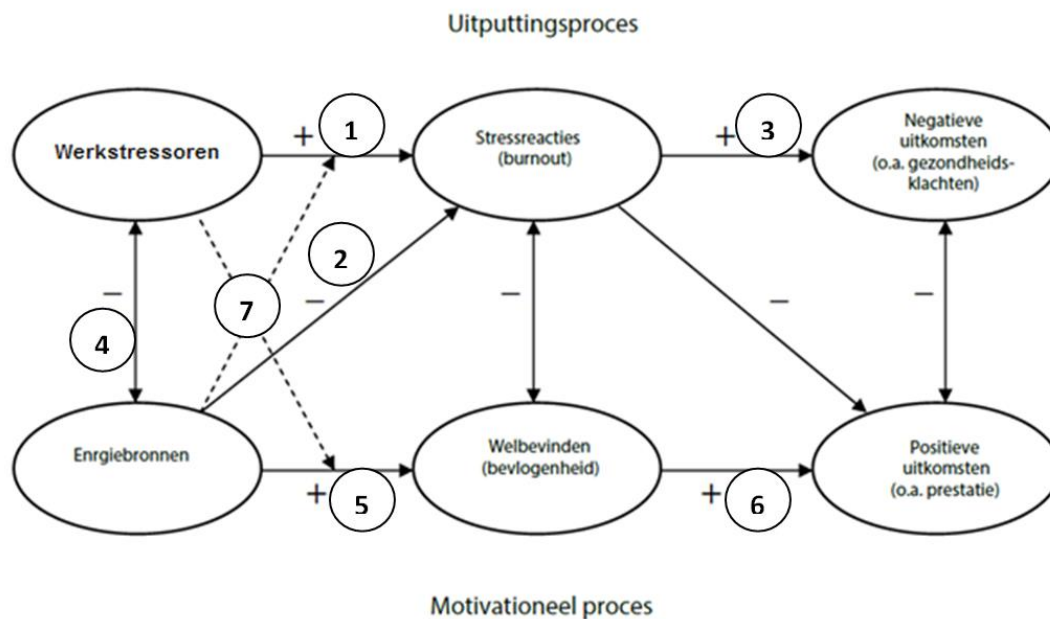 Uitputtingsproces
Werkstressoren
+
1
Stressreacties
(burnout)
+
3
Negatieve
uitkomsten
(o.a. gezondheids-
klachten)
2
–
7
–
–
–
–
4
Enrgiebronnen
+
5
Welbevinden
(bevlogenheid)
+
6
Positieve
uitkomsten
(o.a. prestatie)
Motivationeel proces